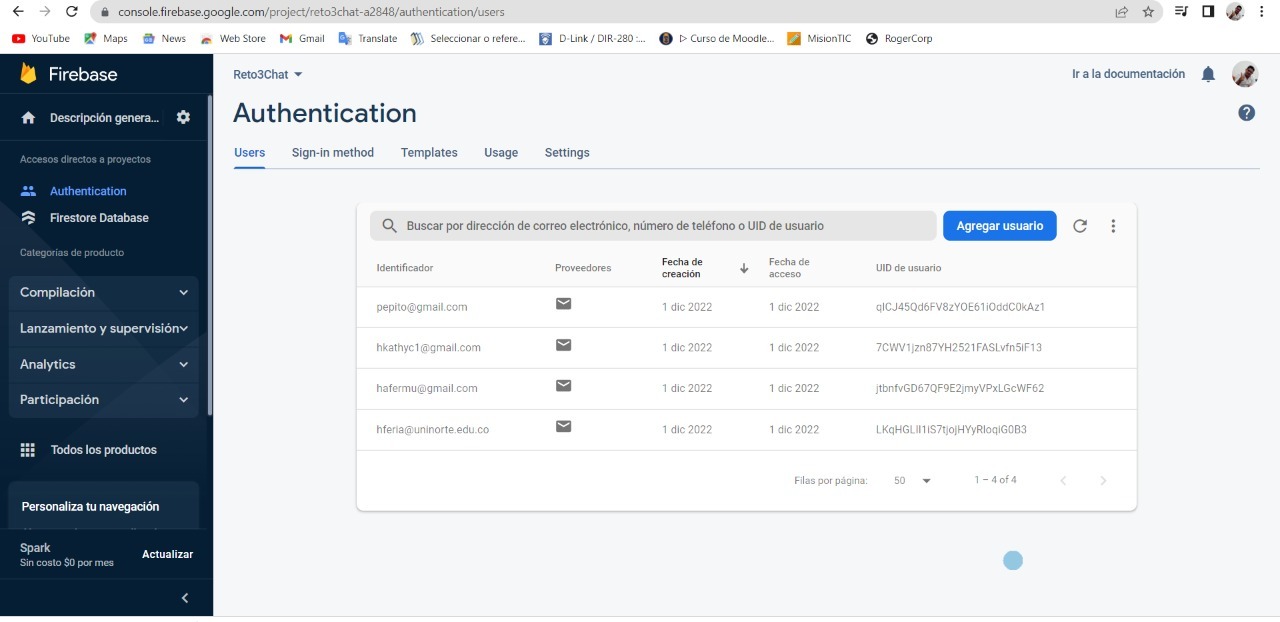 console.firebase.google.com/project/reto3chat-a2848/authentication/users
YouTube Maps News Web Store Gmail Translate Seleccionar o refere... D-Link / DIR-280 :... ▷ Curso de Moodle... MisionTIC RogerCorp
Firebase
Descripción genera...
Accesos directos a proyectos
Authentication
Firestore Database
Categorías de producto
Compilación
Lanzamiento y supervisión
Analytics
Participación
Todos los productos
Personaliza tu navegación
Spark
Sin costo $0 por mes
Actualizar
Reto3Chat
Ir a la documentación
Authentication
Users Sign-in method Templates Usage Settings
Buscar por dirección de correo electrónico, número de teléfono o UID de usuario
Agregar usuario
Identificador Proveedores Fecha de creación Fecha de acceso UID de usuario
pepito@gmail.com 1 dic 2022 1 dic 2022
hkathyc1@gmail.com 1 dic 2022 1 dic 2022 7CWV1jzn87YH2521FASLvfn5iF13
hafermu@gmail.com 1 dic 2022 1 dic 2022 jtbnfvGD67QF9E2jmyVPxLGcWF62
hferia@uninorte.edu.co 1 dic 2022 1 dic 2022
Filas por página: 50 1 – 4 of 4